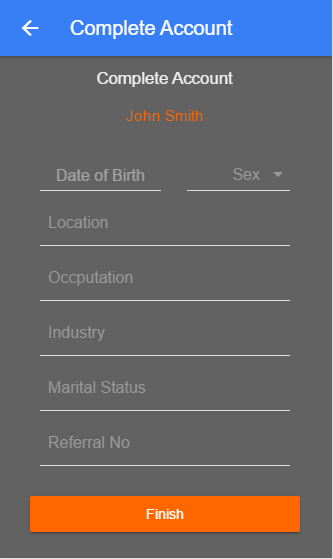 Complete Account
Complete Account
John Smith
Date of Birth Sex
Location
Occputation
Industry
Marital Status
Referral No
Finish